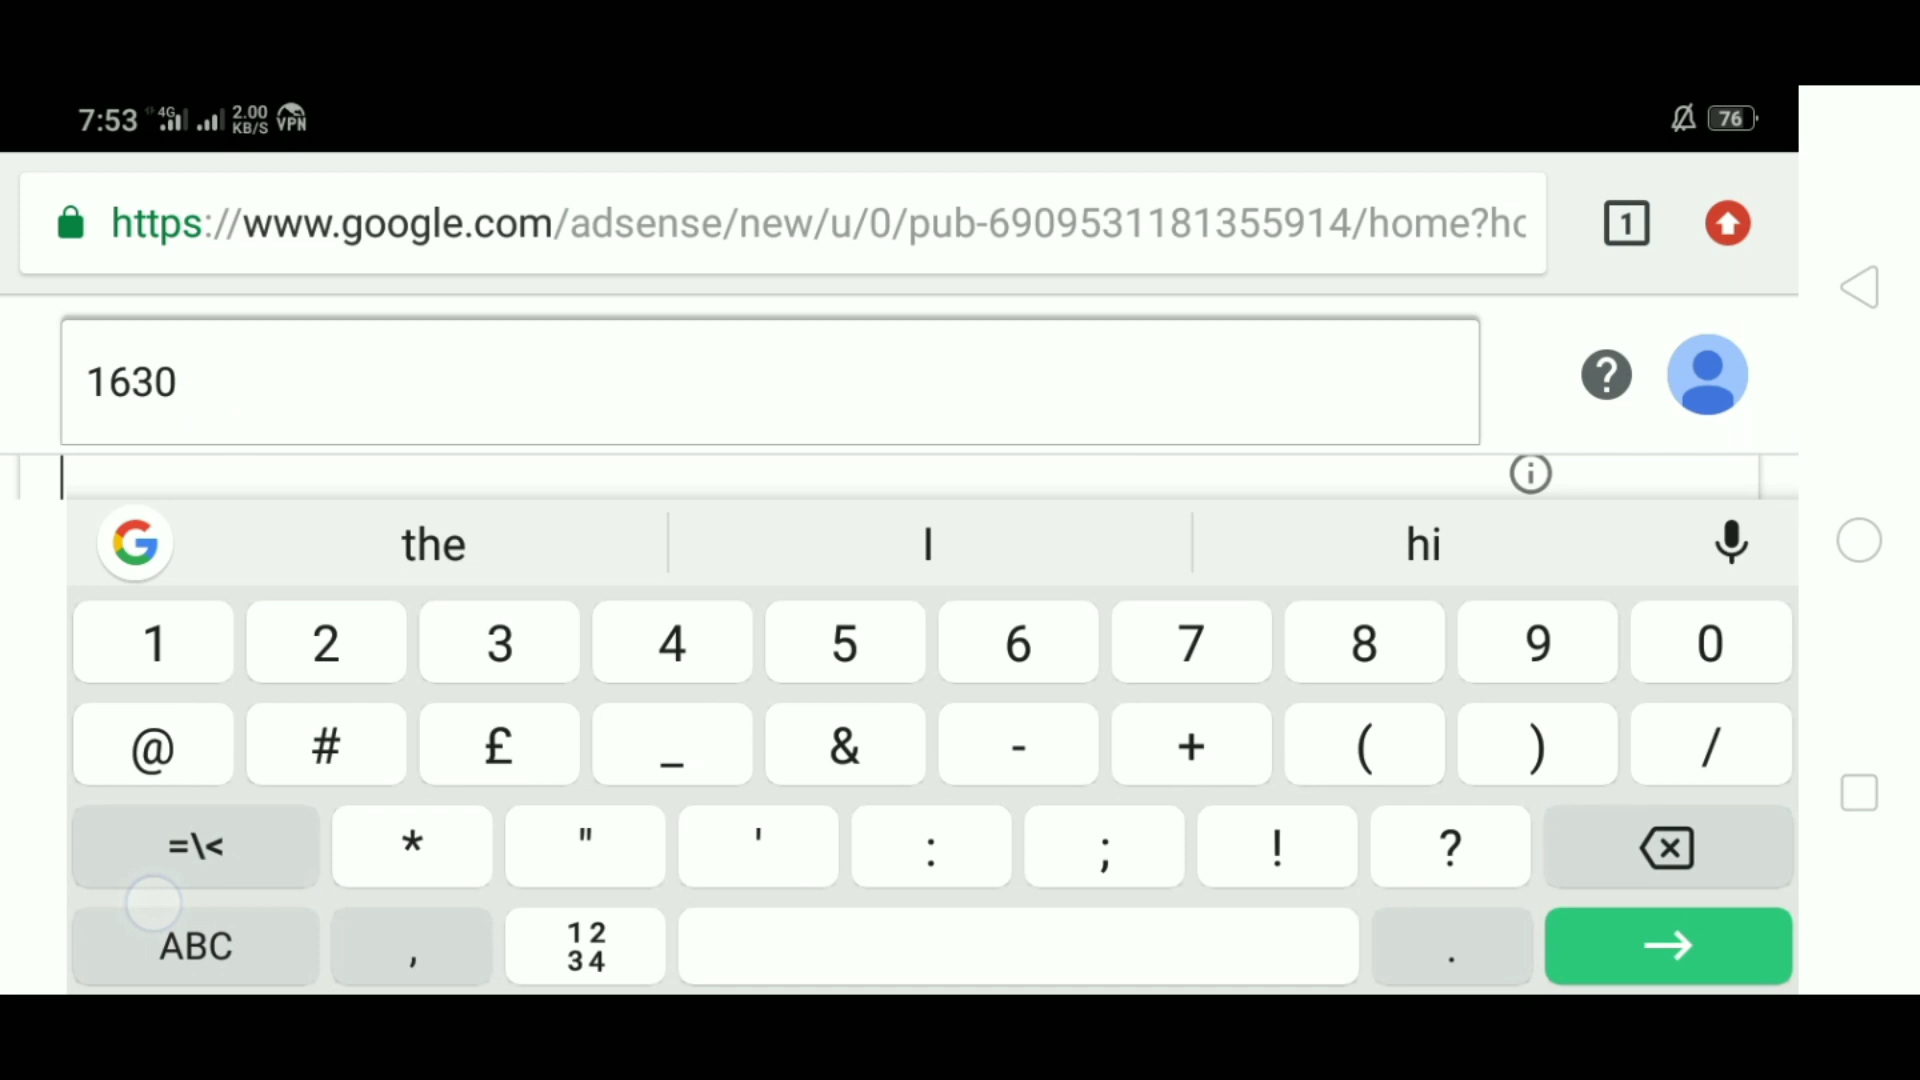 7:53 4G 2.00 KB/S VPN 76
https://www.google.com/adsense/new/u/0/pub-6909531181355914/home?hc 1
1630 ?
i
G the I hi
1 2 3 4 5 6 7 8 9 0
@ # £ _ & - + ( ) /
=\< * " ' : ; ! ?
ABC , 12 34 .